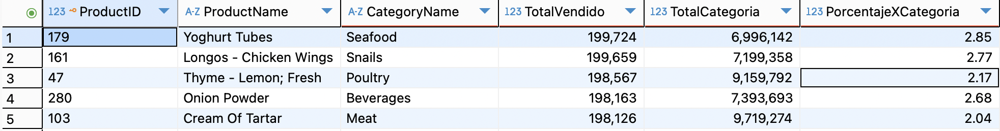 123 ProductID A-Z ProductName A-Z CategoryName 123 TotalVendido 123 TotalCategoria 123 PorcentajeXCategoria
1 179 Yoghurt Tubes Seafood 199,724 6,996,142 2.85
2 161 Longos - Chicken Wings Snails 199,659 7,199,358 2.77
3 47 Thyme - Lemon; Fresh Poultry 198,567 9,159,792 2.17
4 280 Onion Powder Beverages 198,163 7,393,693 2.68
5 103 Cream Of Tartar Meat 198,126 9,719,274 2.04